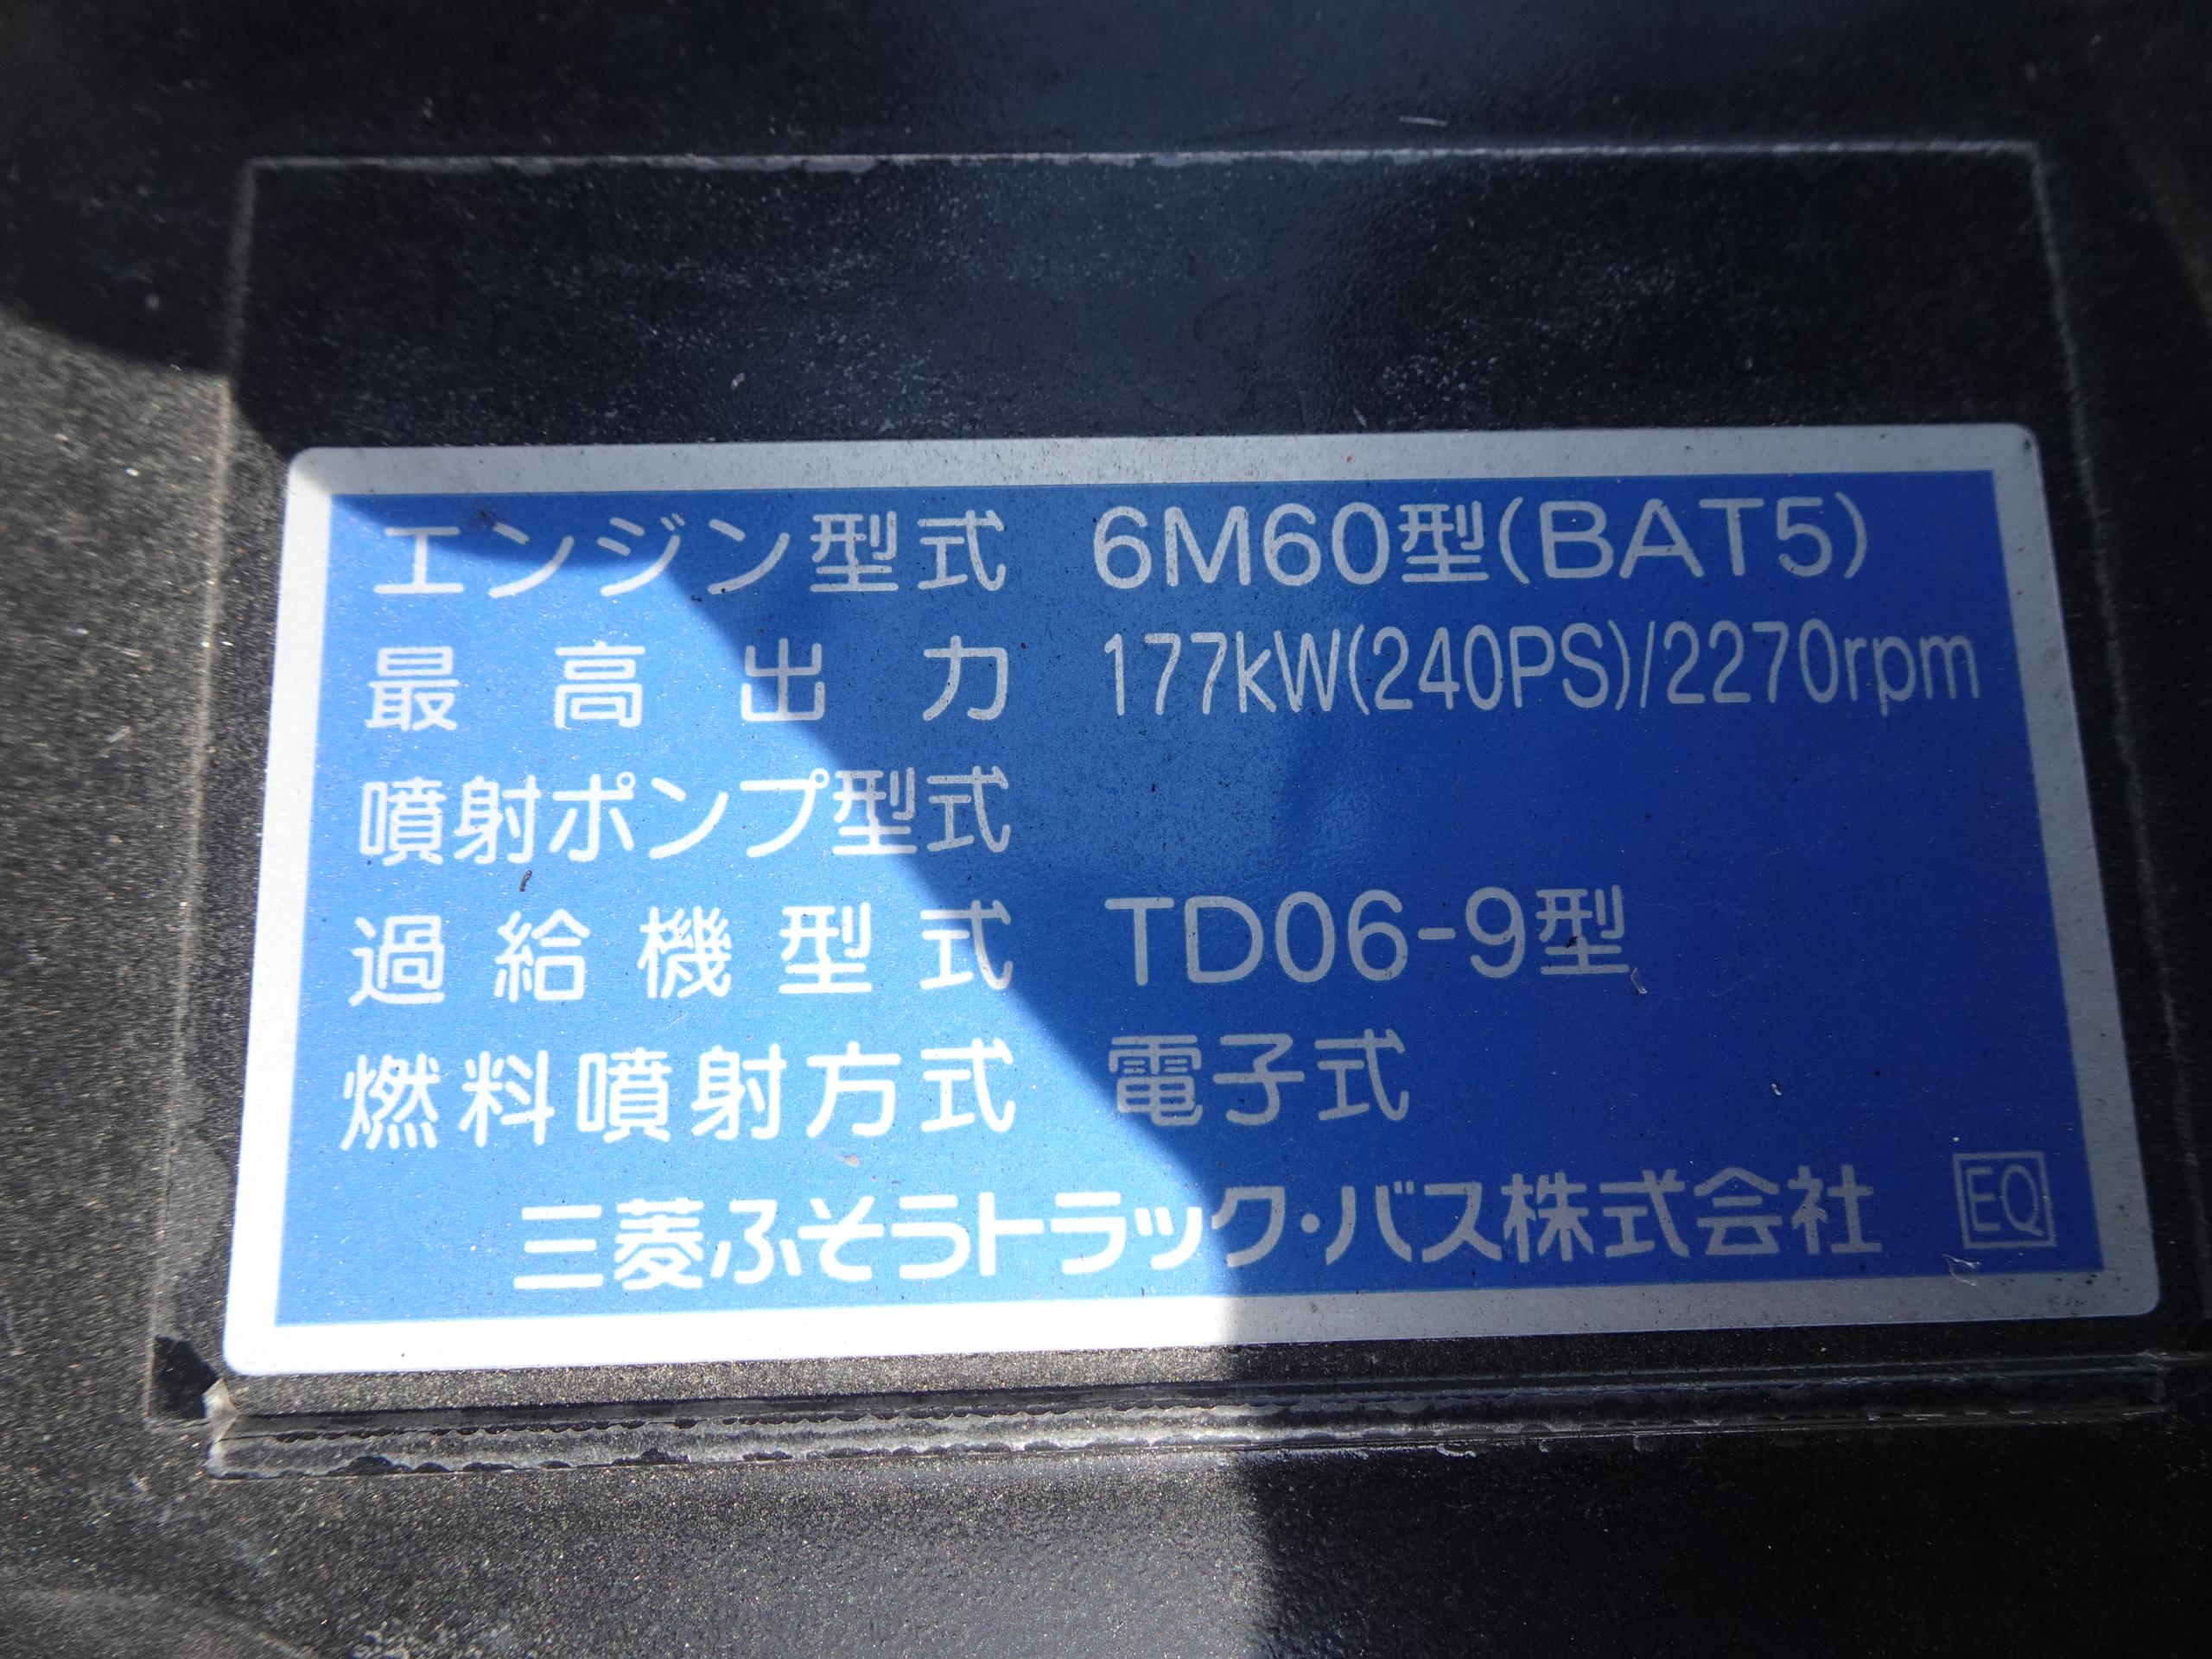 エンジン型式 6M60型(BAT5)
最高出力 177kW(240PS)/2270rpm
噴射ポンプ型式
過給機型式 TD06-9型
燃料噴射方式 電子式
三菱ふそうトラック・バス株式会社 EQ